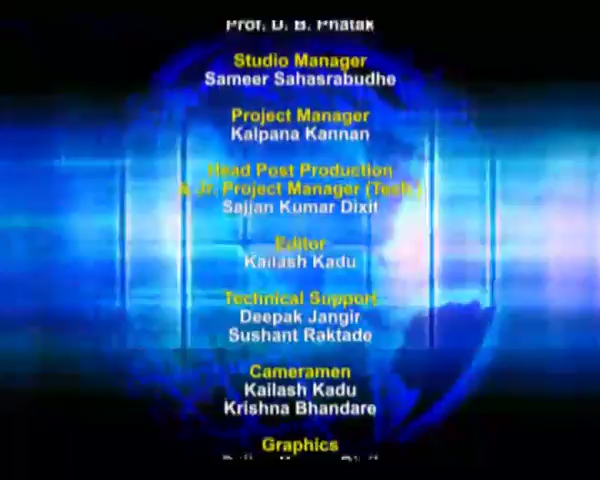 Prof. D. B. Phatak
Studio Manager
Sameer Sahasrabudhe
Project Manager
Kalpana Kannan
Head Post Production
& Jr. Project Manager (Tech.)
Sajjan Kumar Dixit
Editor
Kailash Kadu
Technical Support
Deepak Jangir
Sushant Raktade
Cameramen
Kailash Kadu
Krishna Bhandare
Graphics